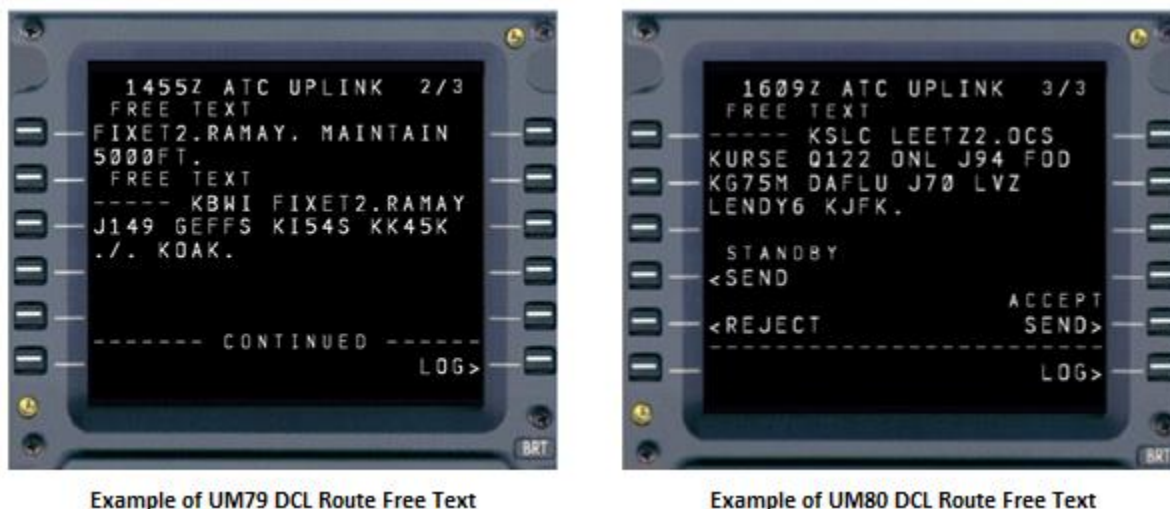 1455Z ATC UPLINK 2/3
FREE TEXT
FIXET2.RAMAY. MAINTAIN
5000FT.
FREE TEXT
----- KBWI FIXET2.RAMAY
J149 GEFFS KI54S KK45K
./. KOAK.
------- CONTINUED ------
LOG>
BRT
Example of UM79 DCL Route Free Text
1609Z ATC UPLINK 3/3
FREE TEXT
----- KSLC LEETZ2.OCS
KURSE Q122 ONL J94 FOD
KG75M DAFLU J70 LVZ
LENDY6 KJFK.
STANDBY
<SEND
ACCEPT
<REJECT SEND>
------------------------
LOG>
BRT
Example of UM80 DCL Route Free Text